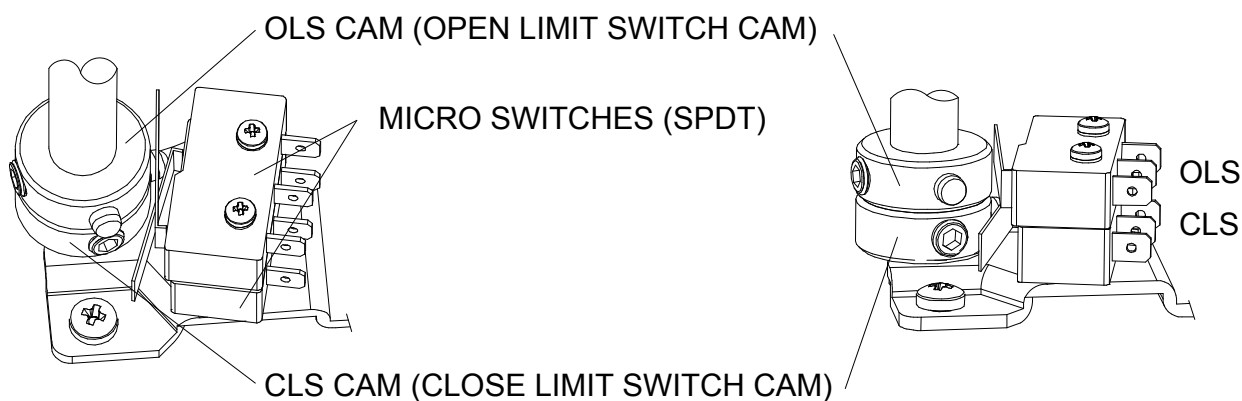 OLS CAM (OPEN LIMIT SWITCH CAM)
MICRO SWITCHES (SPDT)
OLS
CLS
CLS CAM (CLOSE LIMIT SWITCH CAM)